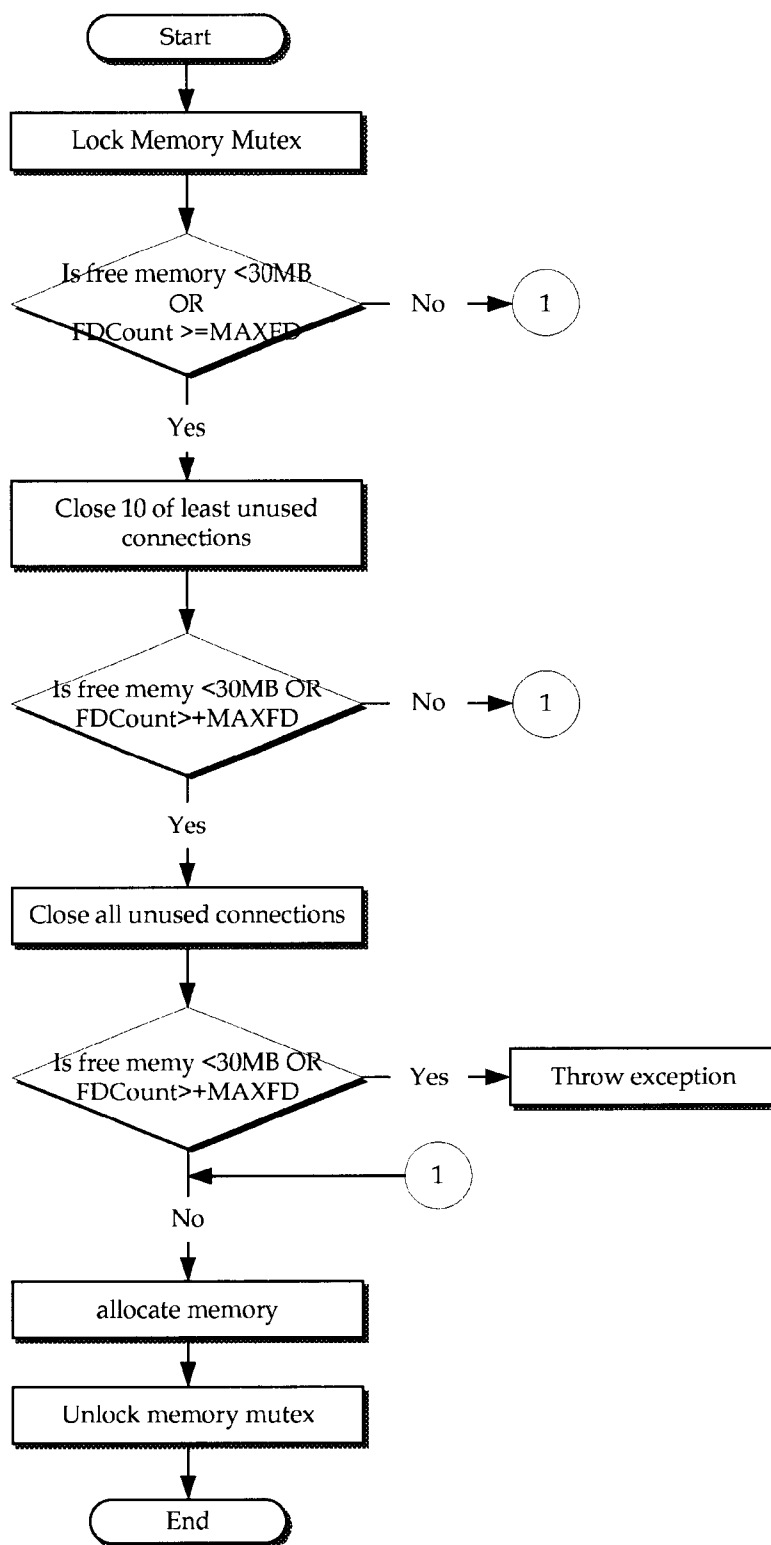 Start
Lock Memory Mutex
Is free memory <30MB
OR
FDCount >=MAXFD
No
1
Yes
Close 10 of least unused
connections
Is free memy <30MB OR
FDCount>+MAXFD
No
1
Yes
Close all unused connections
Is free memy <30MB OR
FDCount>+MAXFD
Yes
Throw exception
1
No
allocate memory
Unlock memory mutex
End